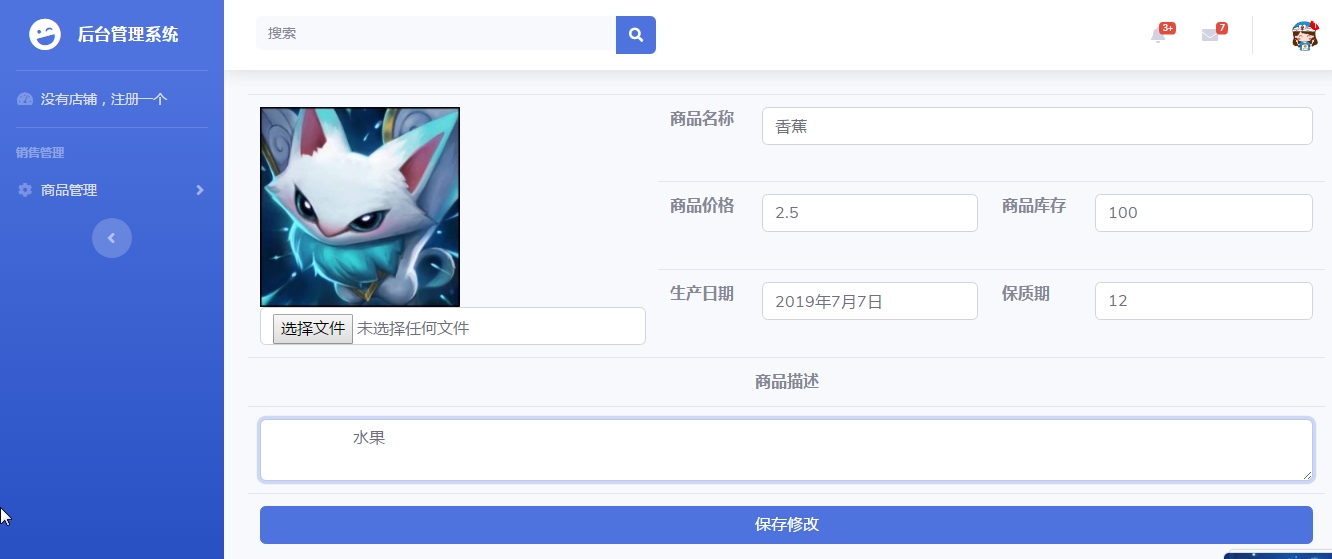 后台管理系统
搜索
3+
7
没有店铺，注册一个
销售管理
商品管理
商品名称
香蕉
商品价格
2.5
商品库存
100
生产日期
2019年7月7日
保质期
12
选择文件 未选择任何文件
商品描述
水果
保存修改